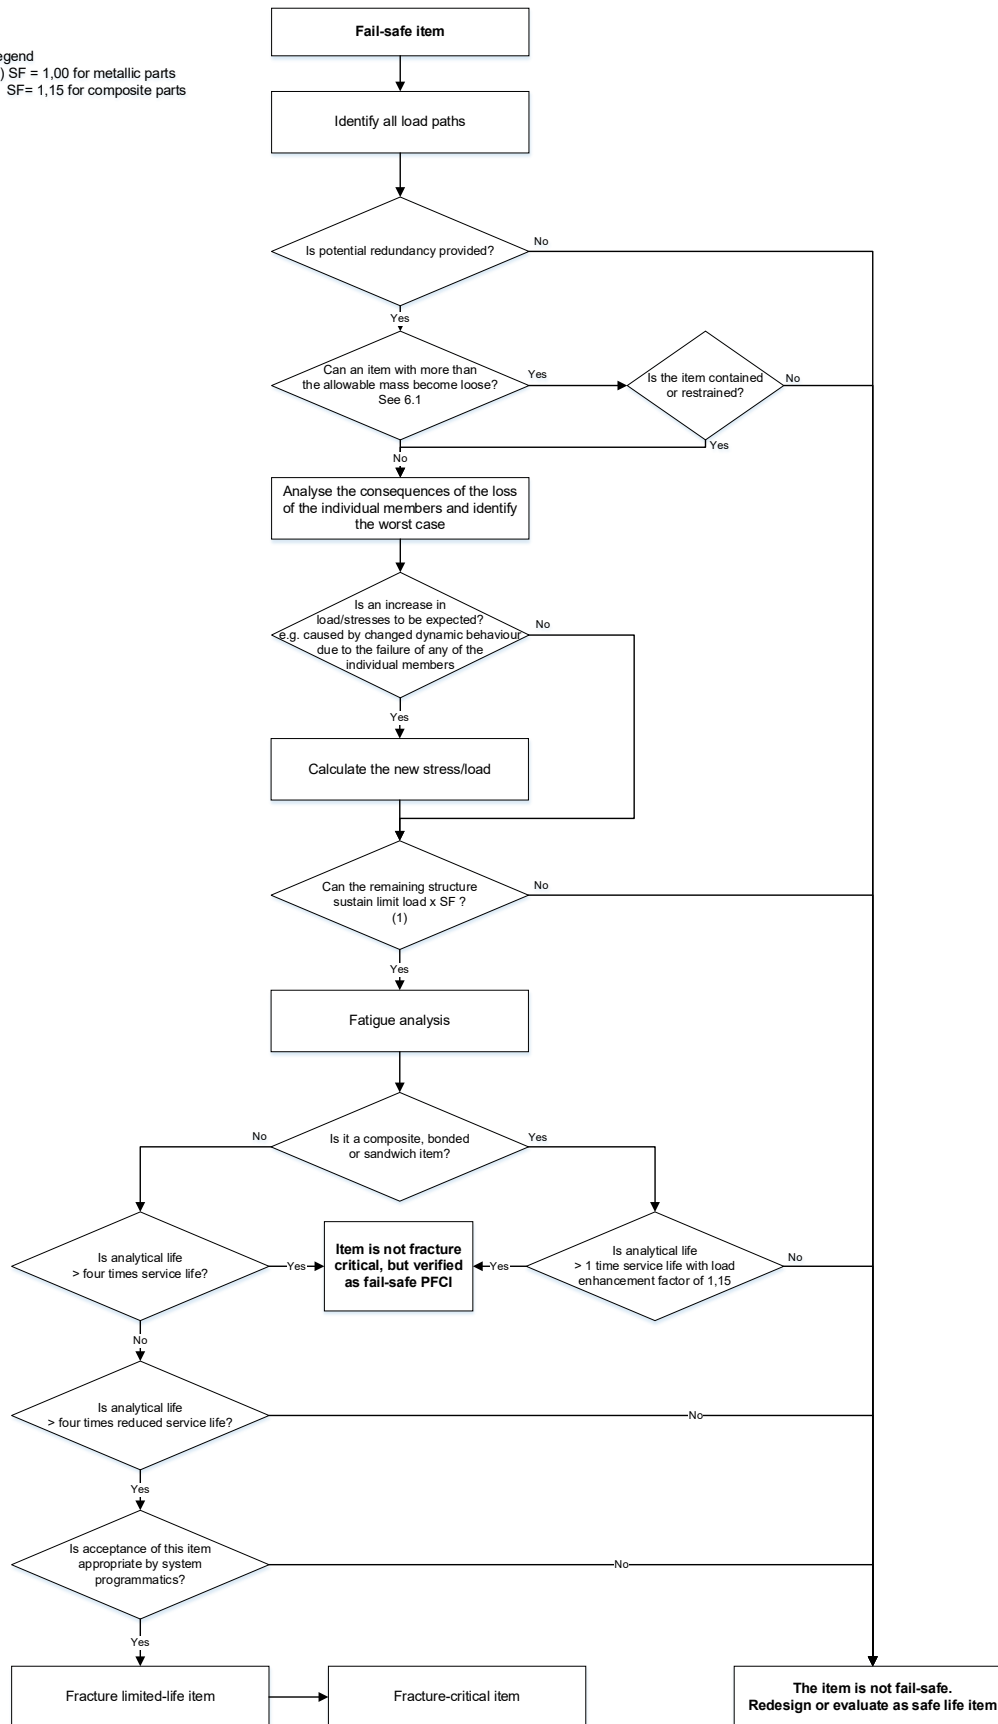 Fail-safe item
egend
) SF = 1,00 for metallic parts
SF= 1,15 for composite parts
Identify all load paths
Is potential redundancy provided?
No
Yes
Can an item with more than
the allowable mass become loose?
See 6.1
Yes
Is the item contained
or restrained?
No
Yes
No
Analyse the consequences of the loss
of the individual members and identify
the worst case
Is an increase in
load/stresses to be expected?
e.g. caused by changed dynamic behaviour
due to the failure of any of the
individual members
No
Yes
Calculate the new stress/load
Can the remaining structure
sustain limit load x SF ?
(1)
No
Yes
Fatigue analysis
Is it a composite, bonded
or sandwich item?
No
Yes
Is analytical life
> four times service life?
Yes
Item is not fracture
critical, but verified
as fail-safe PFCI
Yes
Is analytical life
> 1 time service life with load
enhancement factor of 1,15
No
No
Is analytical life
> four times reduced service life?
No
Yes
Is acceptance of this item
appropriate by system
programmatics?
No
Yes
Fracture limited-life item
Fracture-critical item
The item is not fail-safe.
Redesign or evaluate as safe life item